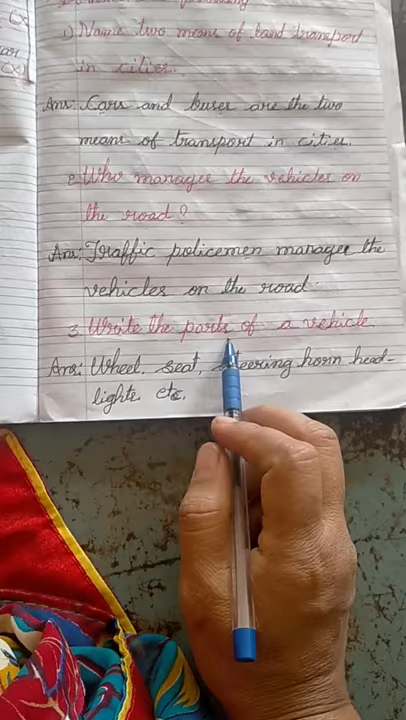 1) Name two means of land transport
in cities.
Ans: Cars and buses are the two
means of transport in cities.
2. Who manages the vehicles on
the road?
Ans: Traffic policemen manages the
vehicles on the road.
3. Write the parts of a vehicle.
Ans: Wheel, seat, steering horn head-
lights etc.